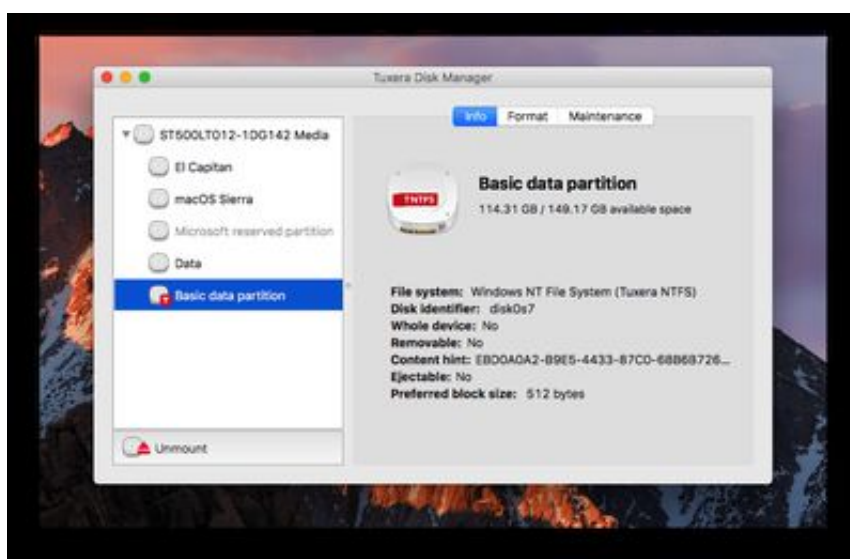 Tuxera Disk Manager
Info Format Maintenance
ST500LT012-1DG142 Media
El Capitan
macOS Sierra
Microsoft reserved partition
Data
Basic data partition
Unmount
TNTFS
Basic data partition
114.31 GB / 149.17 GB available space
File system: Windows NT File System (Tuxera NTFS)
Disk identifier: disk0s7
Whole device: No
Removable: No
Content hint: EBD0A0A2-B9E5-4433-87C0-68B6B726...
Ejectable: No
Preferred block size: 512 bytes